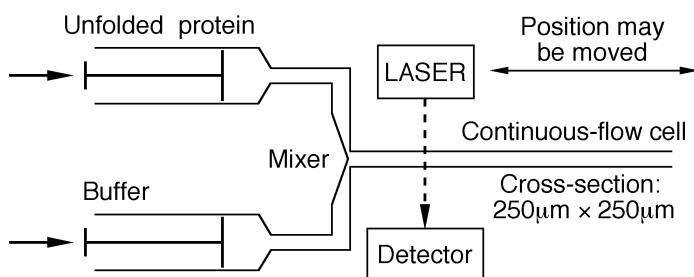 Unfolded protein
Position may
be moved
LASER
Continuous-flow cell
Mixer
Cross-section:
250μm × 250μm
Buffer
Detector